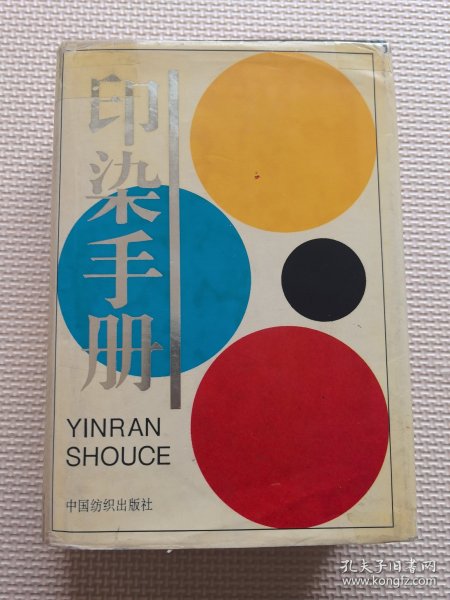 印染手册
YINRAN
SHOUCE
中国纺织出版社
孔夫子旧书网
www.kongfz.com